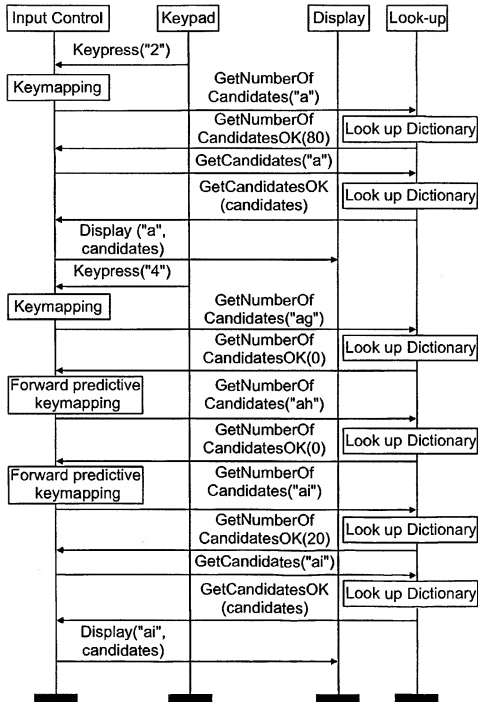 Input Control
Keypad
Display
Look-up
Keypress("2")
Keymapping
GetNumberOf
Candidates("a")
GetNumberOf
CandidatesOK(80)
Look up Dictionary
GetCandidates("a")
GetCandidatesOK
(candidates)
Look up Dictionary
Display ("a",
candidates)
Keypress("4")
Keymapping
GetNumberOf
Candidates("ag")
GetNumberOf
CandidatesOK(0)
Look up Dictionary
Forward predictive
keymapping
GetNumberOf
Candidates("ah")
GetNumberOf
CandidatesOK(0)
Look up Dictionary
Forward predictive
keymapping
GetNumberOf
Candidates("ai")
GetNumberOf
CandidatesOK(20)
Look up Dictionary
GetCandidates("ai")
GetCandidatesOK
(candidates)
Look up Dictionary
Display("ai",
candidates)